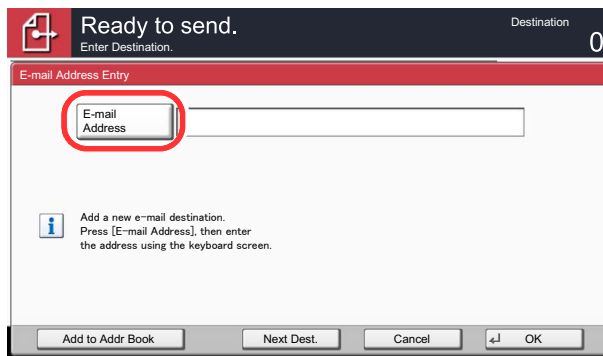 Ready to send.
Destination
Enter Destination.
0
E-mail Address Entry
E-mail
Address
Add a new e-mail destination.
Press [E-mail Address], then enter
the address using the keyboard screen.
Add to Addr Book
Next Dest.
Cancel
OK